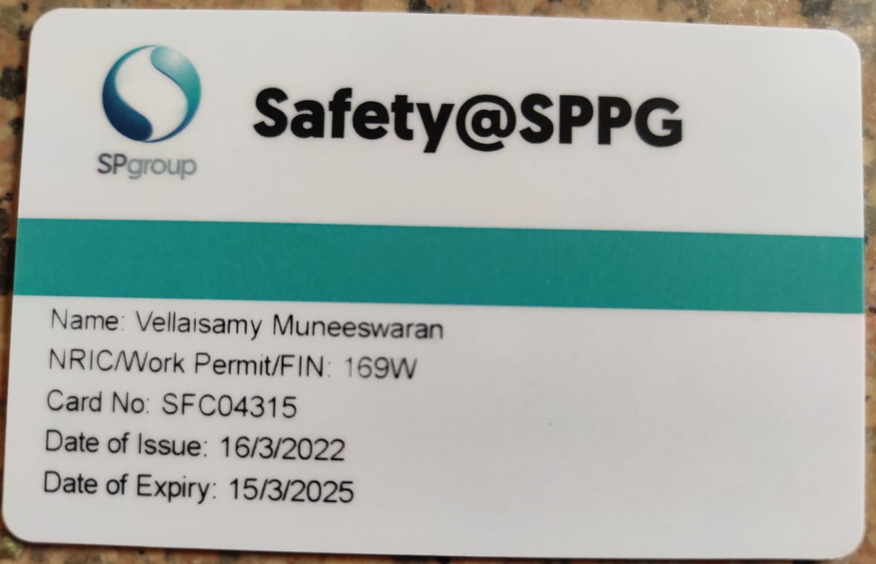 SPgroup
Safety@SPPG
Name: Vellaisamy Muneeswaran
NRIC/Work Permit/FIN: 169W
Card No: SFC04315
Date of Issue: 16/3/2022
Date of Expiry: 15/3/2025